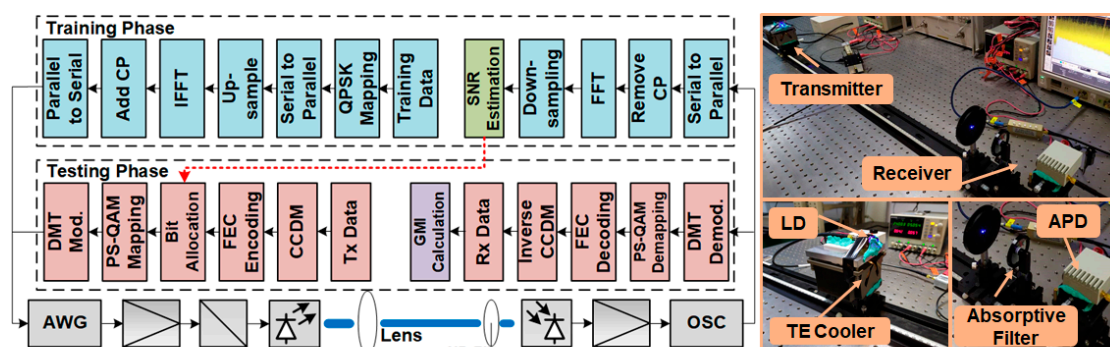 Training Phase
Parallel
to Serial
Add CP
IFFT
Up-
sample
Serial to
Parallel
QPSK
Mapping
Training
Data
SNR
Estimation
Down-
sampling
FFT
Remove
CP
Serial to
Parallel
Testing Phase
DMT
Mod.
PS-QAM
Mapping
Bit
Allocation
FEC
Encoding
CCDM
Tx Data
GMI
Calculation
Rx Data
Inverse
CCDM
FEC
Decoding
PS-QAM
Demapping
DMT
Demod.
AWG
Lens
OSC
Transmitter
Receiver
LD
TE Cooler
APD
Absorptive
Filter